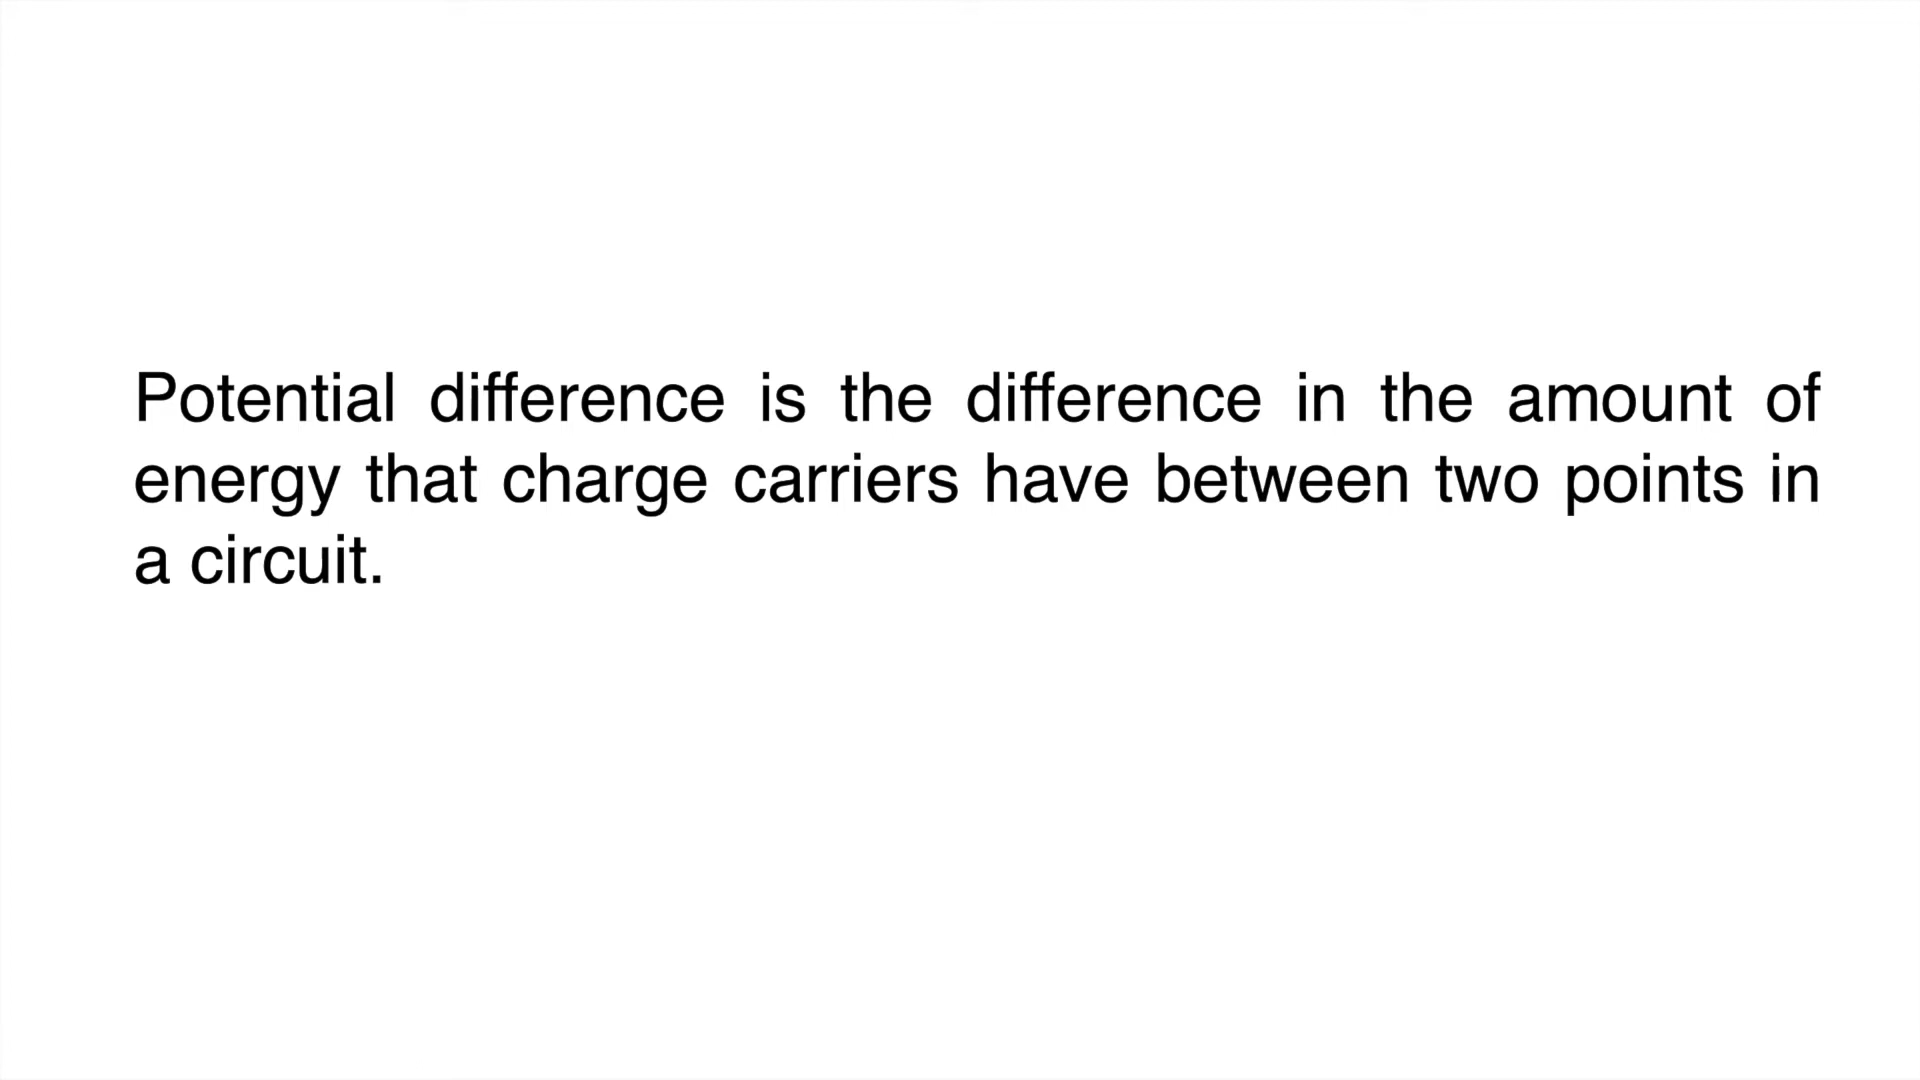 Potential difference is the difference in the amount of
energy that charge carriers have between two points in
a circuit.